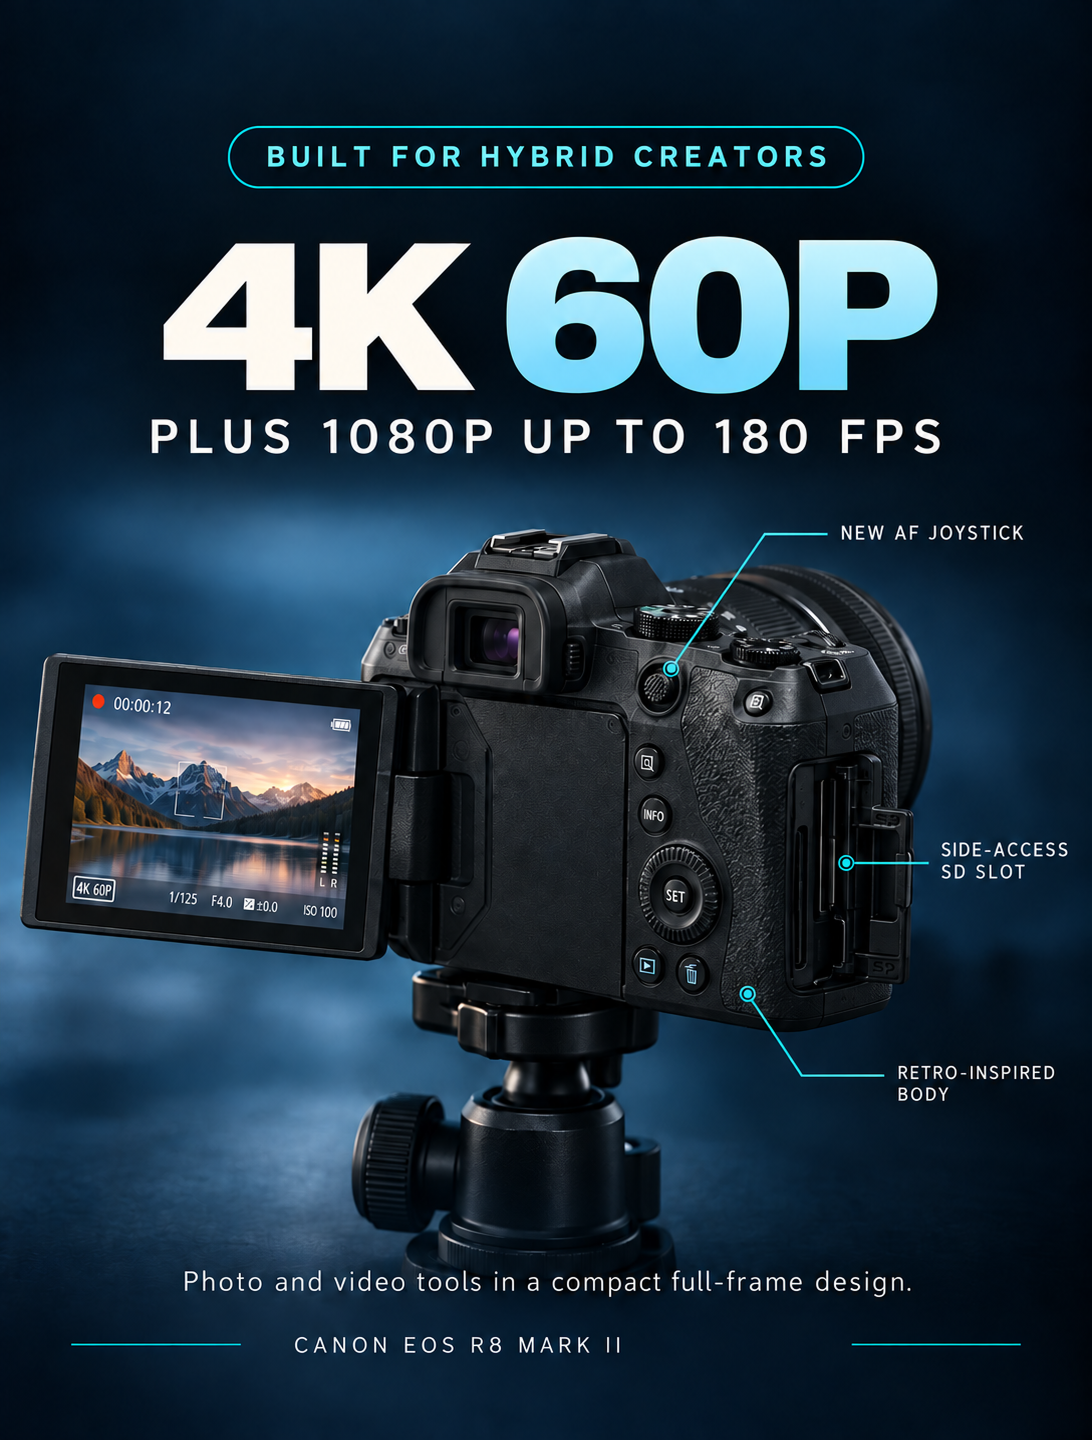 BUILT FOR HYBRID CREATORS
4K 60P
PLUS 1080P UP TO 180 FPS
NEW AF JOYSTICK
00:00:12
INFO
SIDE-ACCESS
SD SLOT
SET
L R
4K 60P
1/125 F4.0 ±0.0 ISO 100
RETRO-INSPIRED
BODY
Photo and video tools in a compact full-frame design.
CANON EOS R8 MARK II